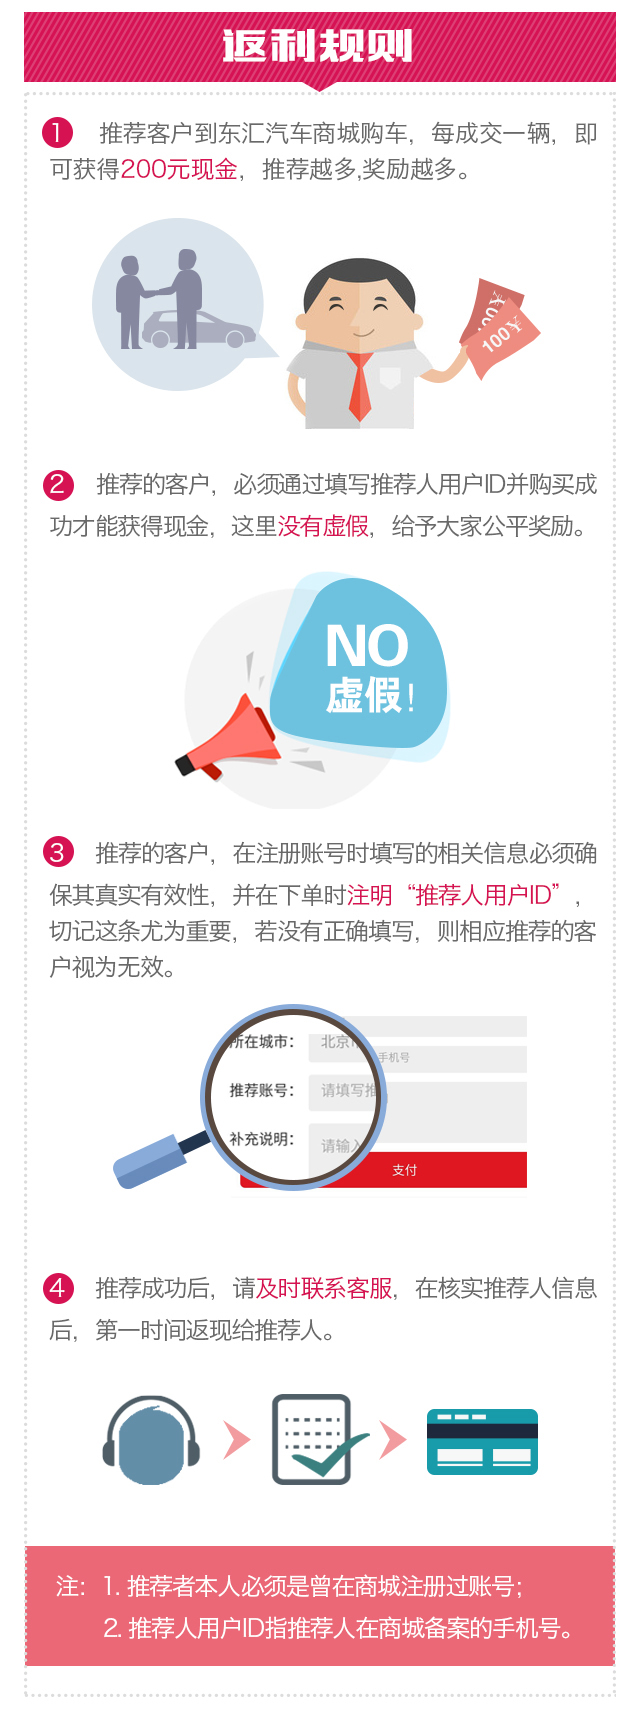 返利规则
1 推荐客户到东汇汽车商城购车，每成交一辆，即
可获得200元现金，推荐越多,奖励越多。
100¥
100¥
2 推荐的客户，必须通过填写推荐人用户ID并购买成
功才能获得现金，这里没有虚假，给予大家公平奖励。
NO
虚假！
3 推荐的客户，在注册账号时填写的相关信息必须确
保其真实有效性，并在下单时注明“推荐人用户ID”，
切记这条尤为重要，若没有正确填写，则相应推荐的客
户视为无效。
所在城市： 北京市
手机号
推荐账号： 请填写推
补充说明： 请输入
支付
4 推荐成功后，请及时联系客服，在核实推荐人信息
后，第一时间返现给推荐人。
注：1. 推荐者本人必须是曾在商城注册过账号；
2. 推荐人用户ID指推荐人在商城备案的手机号。